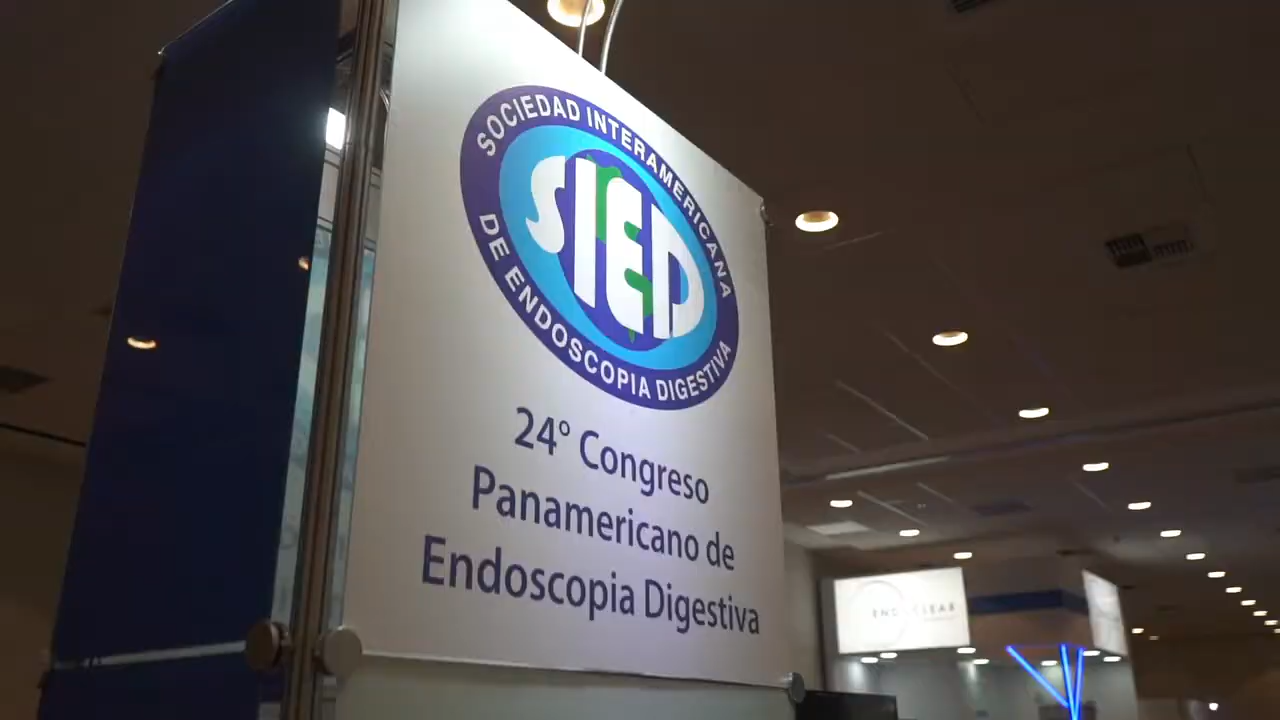 SOCIEDAD INTERAMERICANA
SIED
DE ENDOSCOPIA DIGESTIVA
24° Congreso
Panamericano de
Endoscopia Digestiva